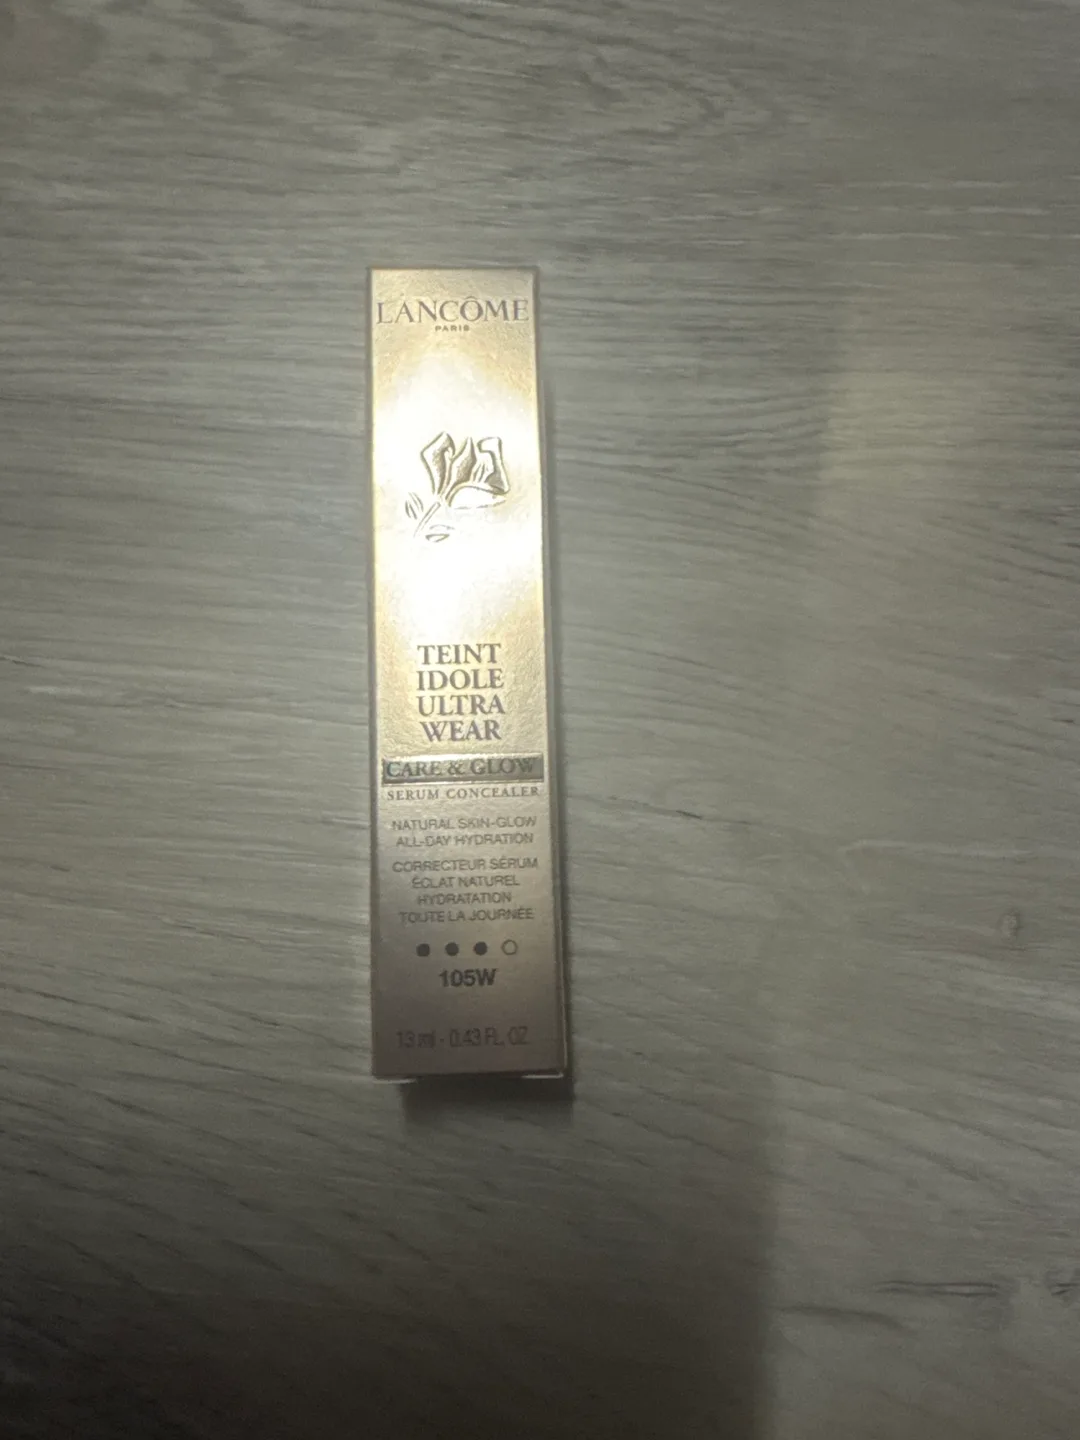 LANCÔME
PARIS
TEINT
IDOLE
ULTRA
WEAR
CARE & GLOW
SERUM CONCEALER
NATURAL SKIN-GLOW
ALL-DAY HYDRATION
CORRECTEUR SÉRUM
ÉCLAT NATUREL
HYDRATATION
TOUTE LA JOURNÉE
105W
13 ml - 0.43 FL. OZ.